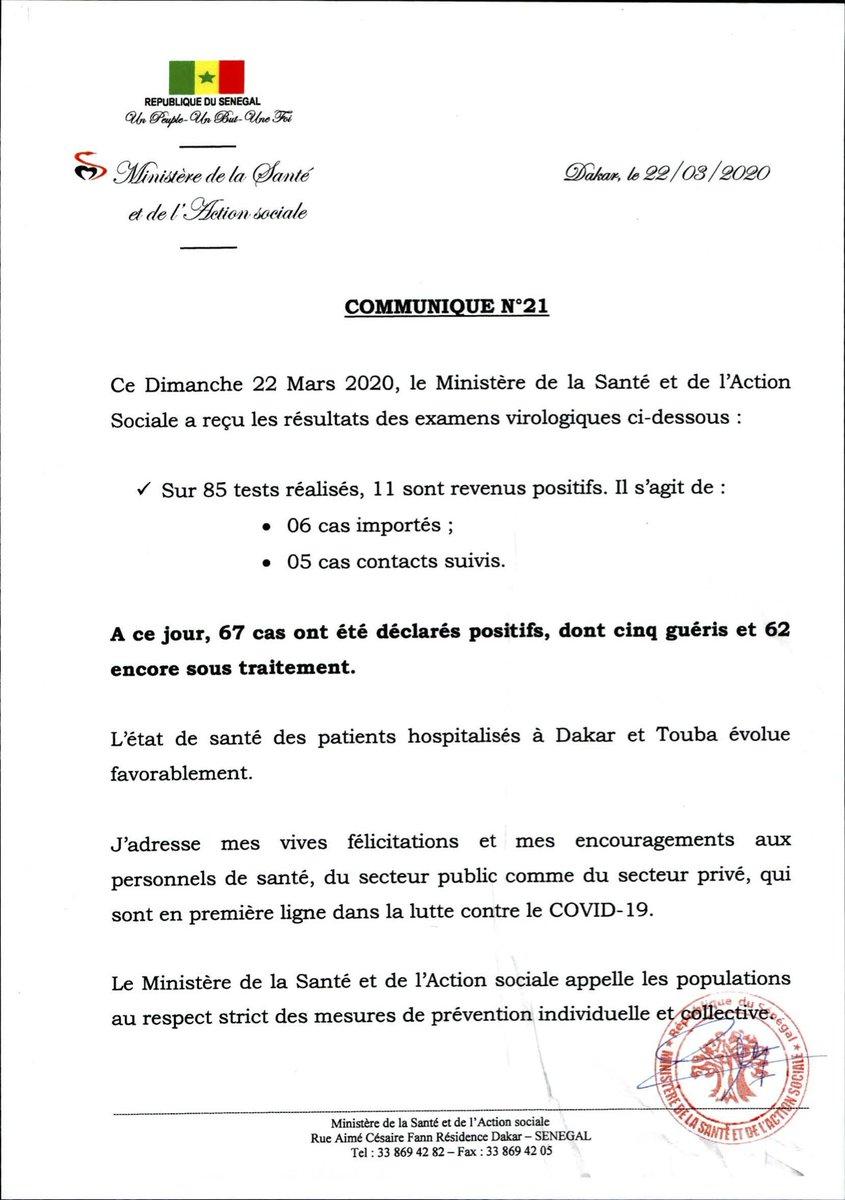 REPUBLIQUE DU SENEGAL
Un Peuple-Un But-Une Foi
Ministère de la Santé
et de l'Action sociale
Dakar, le 22/03/2020
COMMUNIQUE N°21
Ce Dimanche 22 Mars 2020, le Ministère de la Santé et de l'Action
Sociale a reçu les résultats des examens virologiques ci-dessous :
✓ Sur 85 tests réalisés, 11 sont revenus positifs. Il s'agit de :
• 06 cas importés ;
• 05 cas contacts suivis.
A ce jour, 67 cas ont été déclarés positifs, dont cinq guéris et 62
encore sous traitement.
L'état de santé des patients hospitalisés à Dakar et Touba évolue
favorablement.
J'adresse mes vives félicitations et mes encouragements aux
personnels de santé, du secteur public comme du secteur privé, qui
sont en première ligne dans la lutte contre le COVID-19.
Le Ministère de la Santé et de l'Action sociale appelle les populations
au respect strict des mesures de prévention individuelle et collective.
République du Sénégal
MINISTÈRE DE LA SANTÉ ET DE L'ACTION SOCIALE
Ministère de la Santé et de l'Action sociale
Rue Aimé Césaire Fann Résidence Dakar – SENEGAL
Tel : 33 869 42 82 – Fax : 33 869 42 05